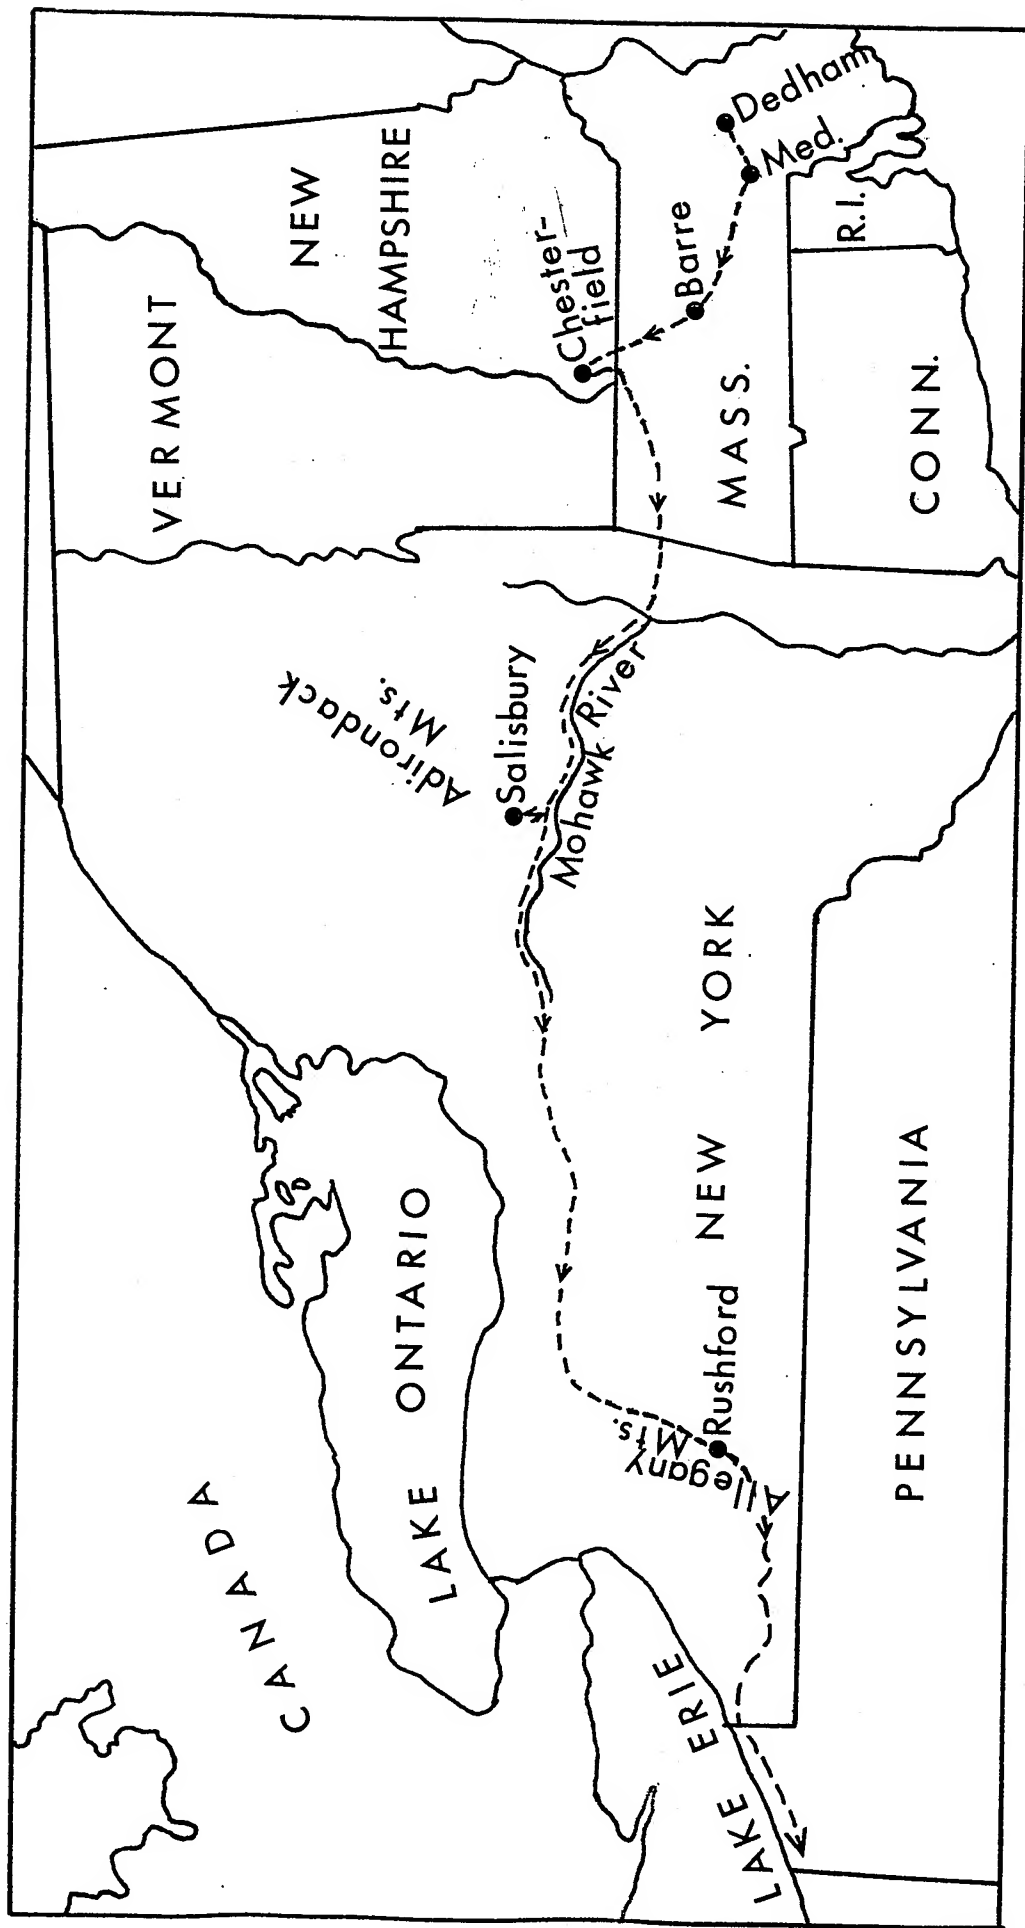 CANADA
LAKE ONTARIO
LAKE ERIE
Adirondack
Mts.
VERMONT
NEW
HAMPSHIRE
Chester-
field
Salisbury
Mohawk River
Barre
Dedham
Med.
MASS.
R.I.
CONN.
NEW YORK
Allegany
Mts.
Rushford
PENNSYLVANIA